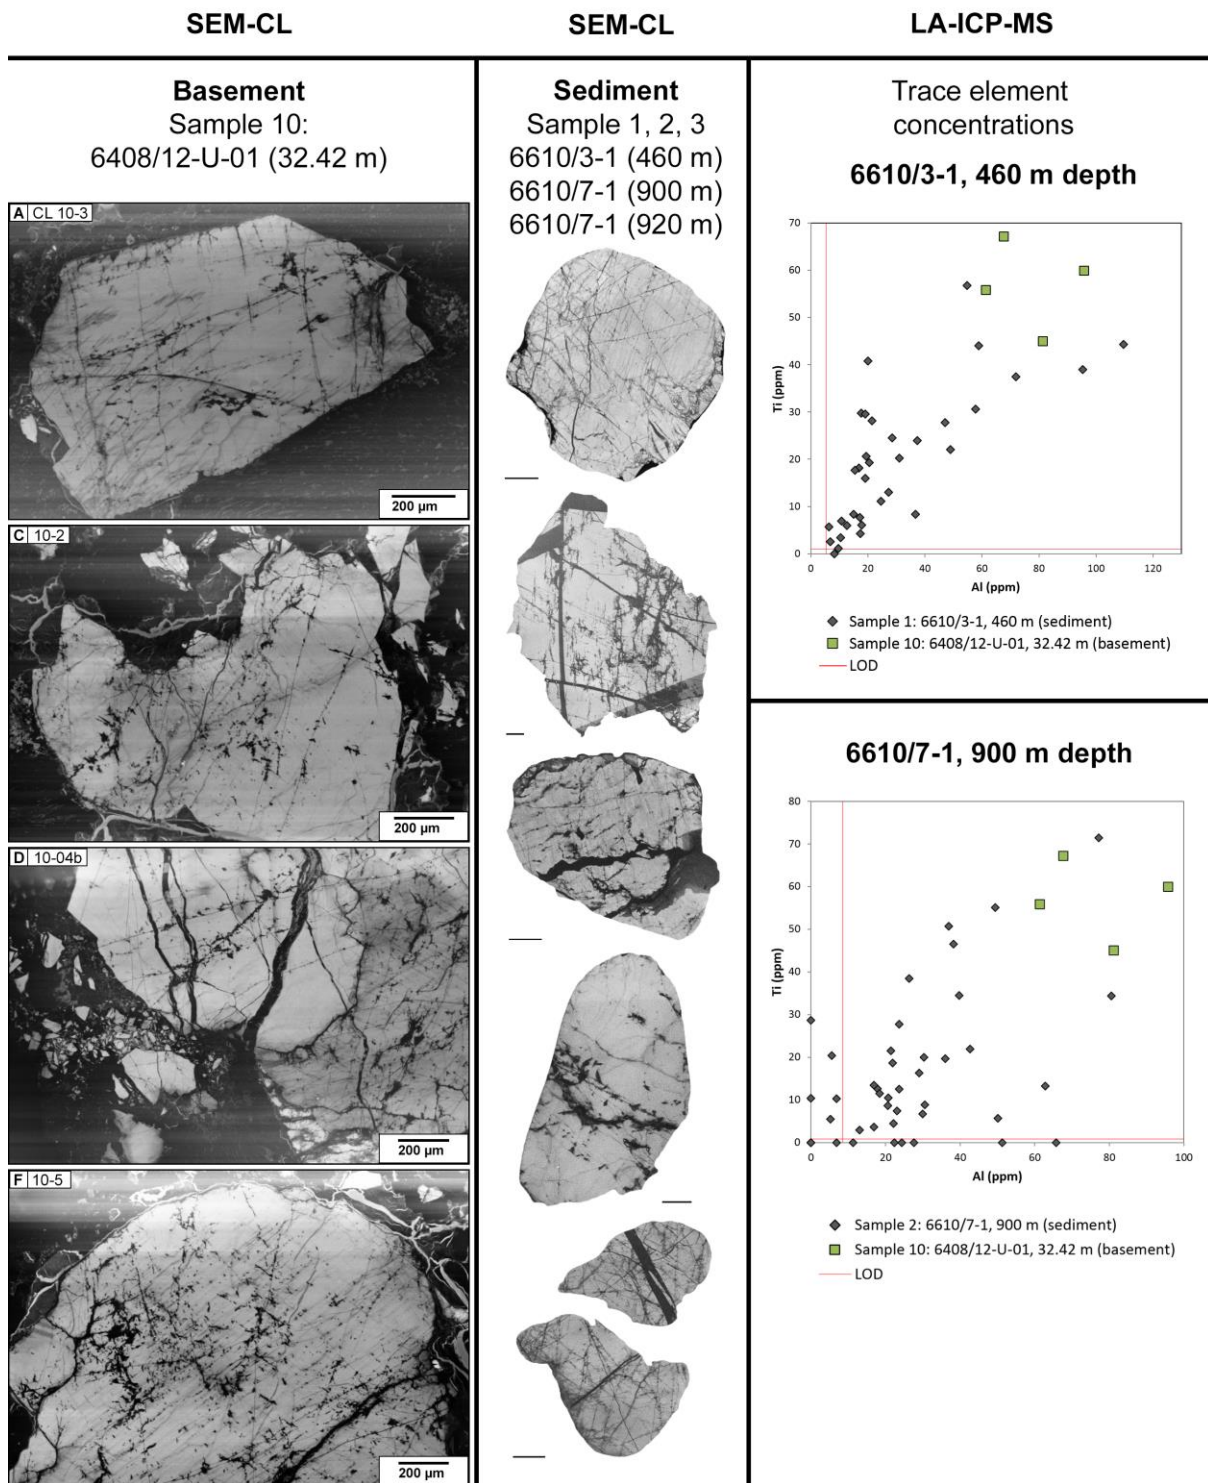 SEM-CL
SEM-CL
LA-ICP-MS
Basement
Sample 10:
6408/12-U-01 (32.42 m)
A CL 10-3
200 µm
C 10-2
200 µm
D 10-04b
200 µm
F 10-5
200 µm
Sediment
Sample 1, 2, 3
6610/3-1 (460 m)
6610/7-1 (900 m)
6610/7-1 (920 m)
Trace element
concentrations
6610/3-1, 460 m depth
70
60
50
40
30
20
10
0
Ti (ppm)
0 20 40 60 80 100 120
Al (ppm)
Sample 1: 6610/3-1, 460 m (sediment)
Sample 10: 6408/12-U-01, 32.42 m (basement)
LOD
6610/7-1, 900 m depth
80
70
60
50
40
30
20
10
0
Ti (ppm)
0 20 40 60 80 100
Al (ppm)
Sample 2: 6610/7-1, 900 m (sediment)
Sample 10: 6408/12-U-01, 32.42 m (basement)
LOD